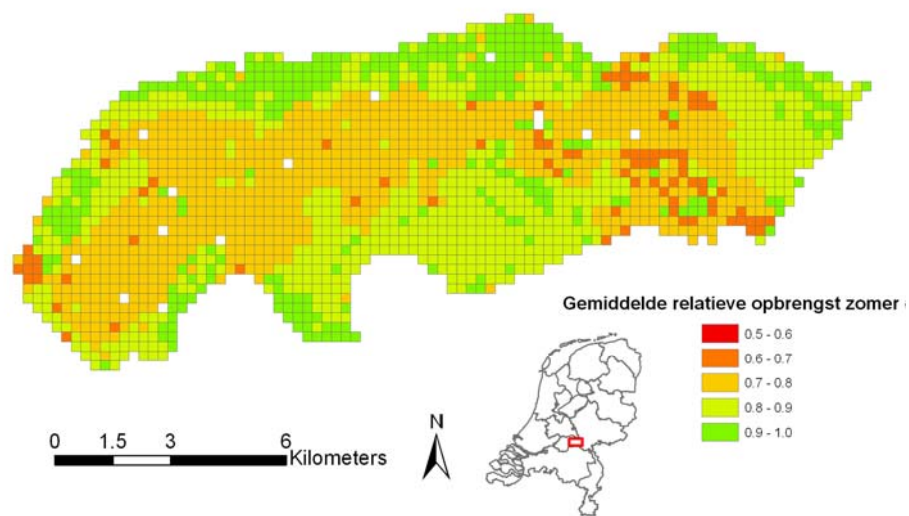 Gemiddelde relatieve opbrengst zomer
0.5 - 0.6
0.6 - 0.7
0.7 - 0.8
0.8 - 0.9
0.9 - 1.0
N
0 1.5 3 6
Kilometers